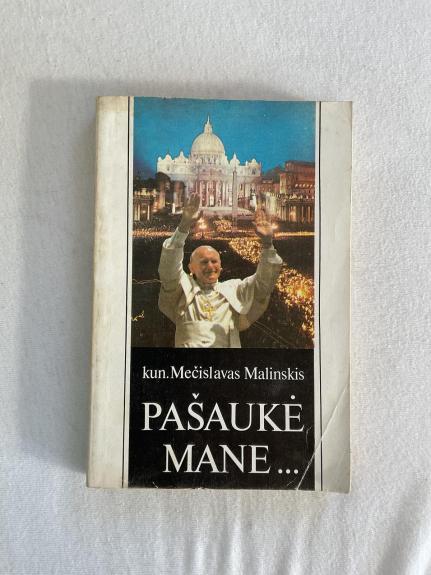 kun. Mečislavas Malinskis
PAŠAUKĖ
MANE...